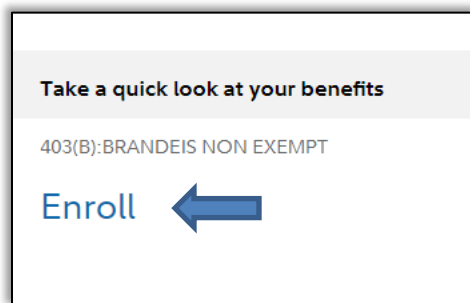 Take a quick look at your benefits
403(B):BRANDEIS NON EXEMPT
Enroll